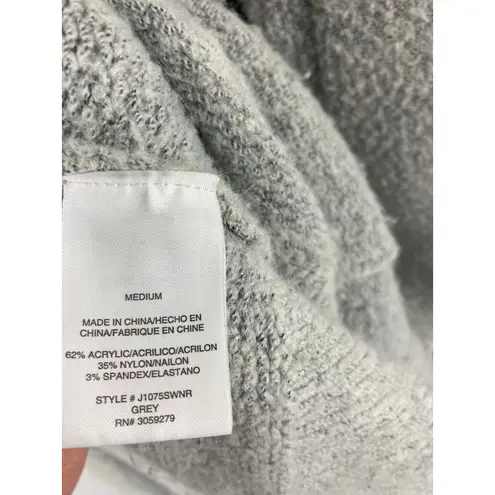 MEDIUM
MADE IN CHINA/HECHO EN
CHINA/FABRIQUE EN CHINE
62% ACRYLIC/ACRILICO/ACRILON
35% NYLON/NAILON
3% SPANDEX/ELASTANO
STYLE # J1075SWNR
GREY
RN# 3059279